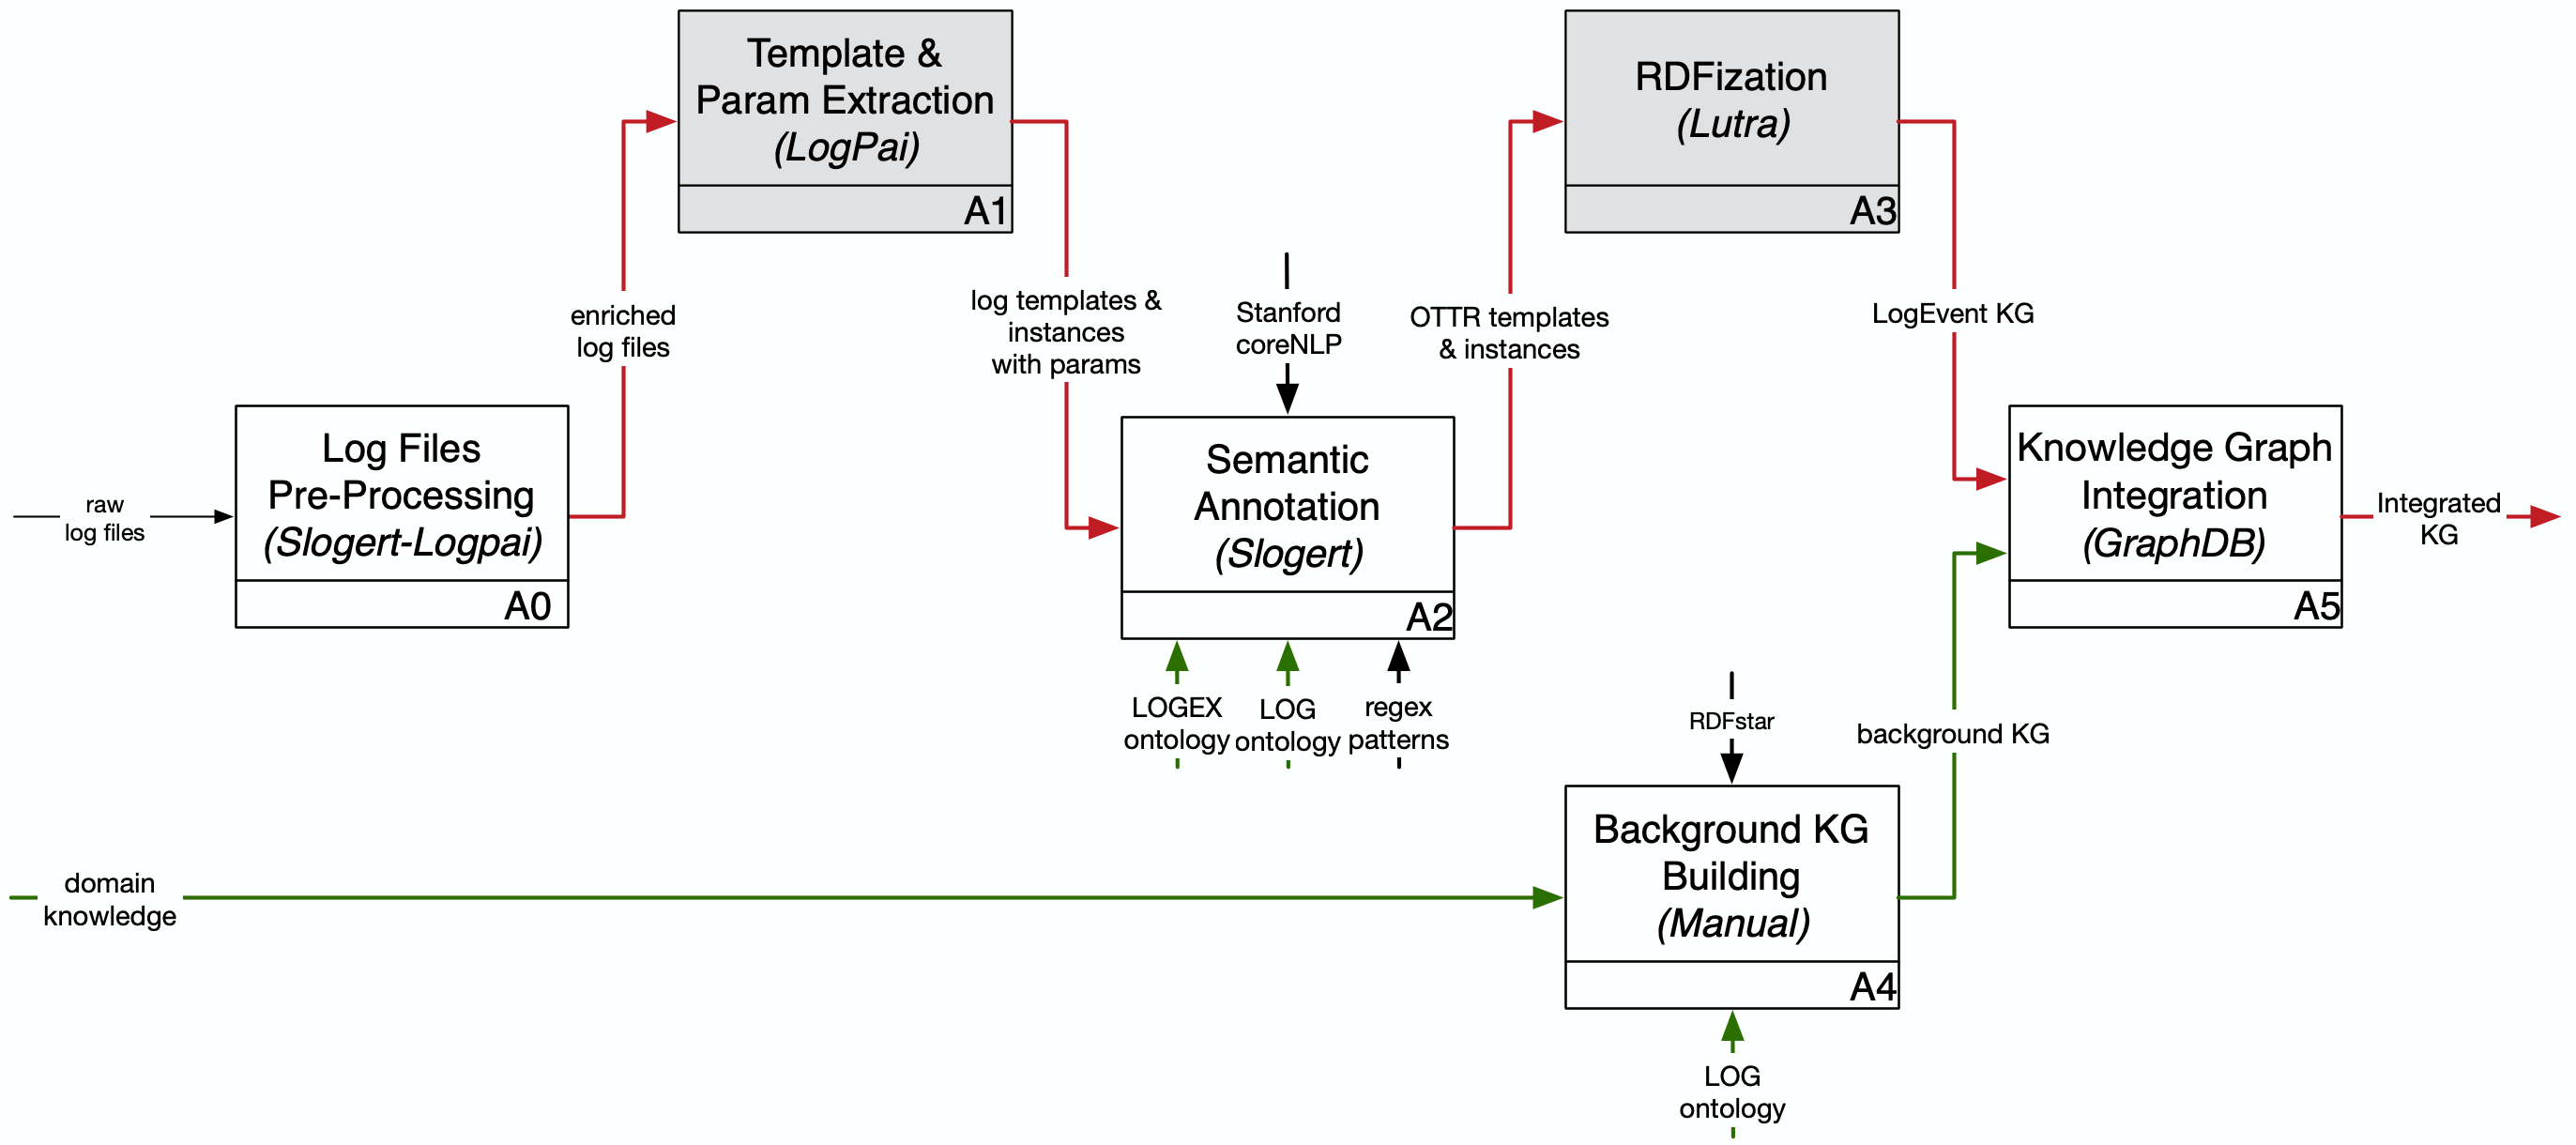 Template &
Param Extraction
(LogPai)
A1
RDFization
(Lutra)
A3
enriched
log files
log templates &
instances
with params
Stanford
coreNLP
OTTR templates
& instances
LogEvent KG
raw
log files
Log Files
Pre-Processing
(Slogert-Logpai)
A0
Semantic
Annotation
(Slogert)
A2
Knowledge Graph
Integration
(GraphDB)
A5
Integrated
KG
LOGEX
ontology
LOG
ontology
regex
patterns
RDFstar
background KG
domain
knowledge
Background KG
Building
(Manual)
A4
LOG
ontology